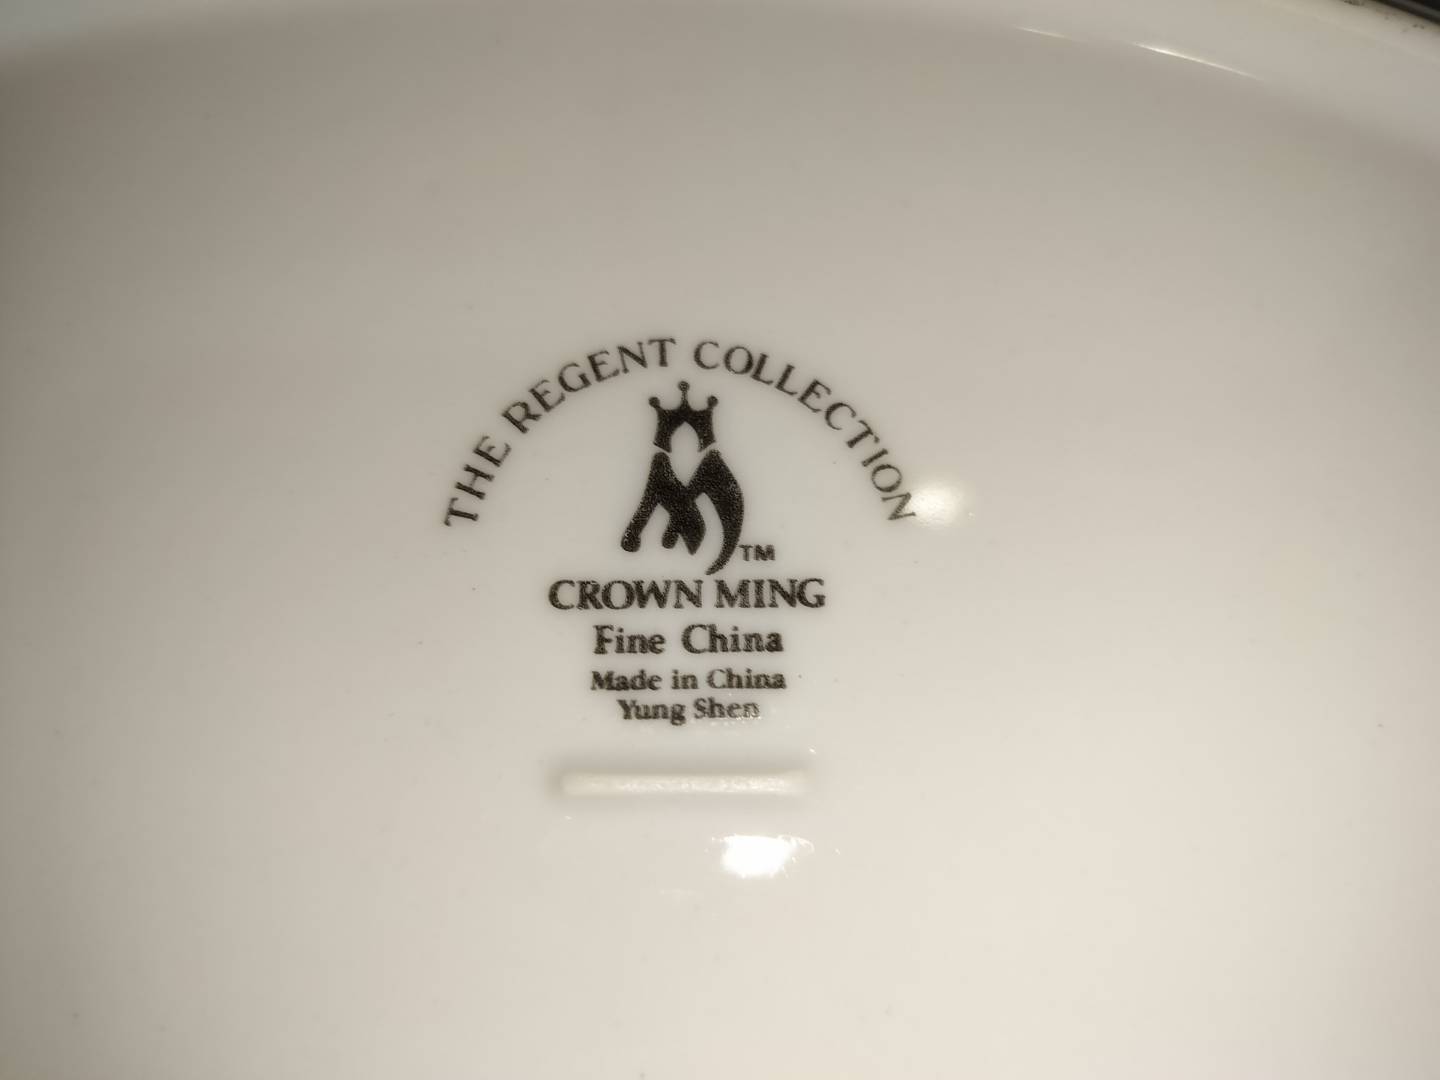 THE REGENT COLLECTION
TM
CROWN MING
Fine China
Made in China
Yung Shen